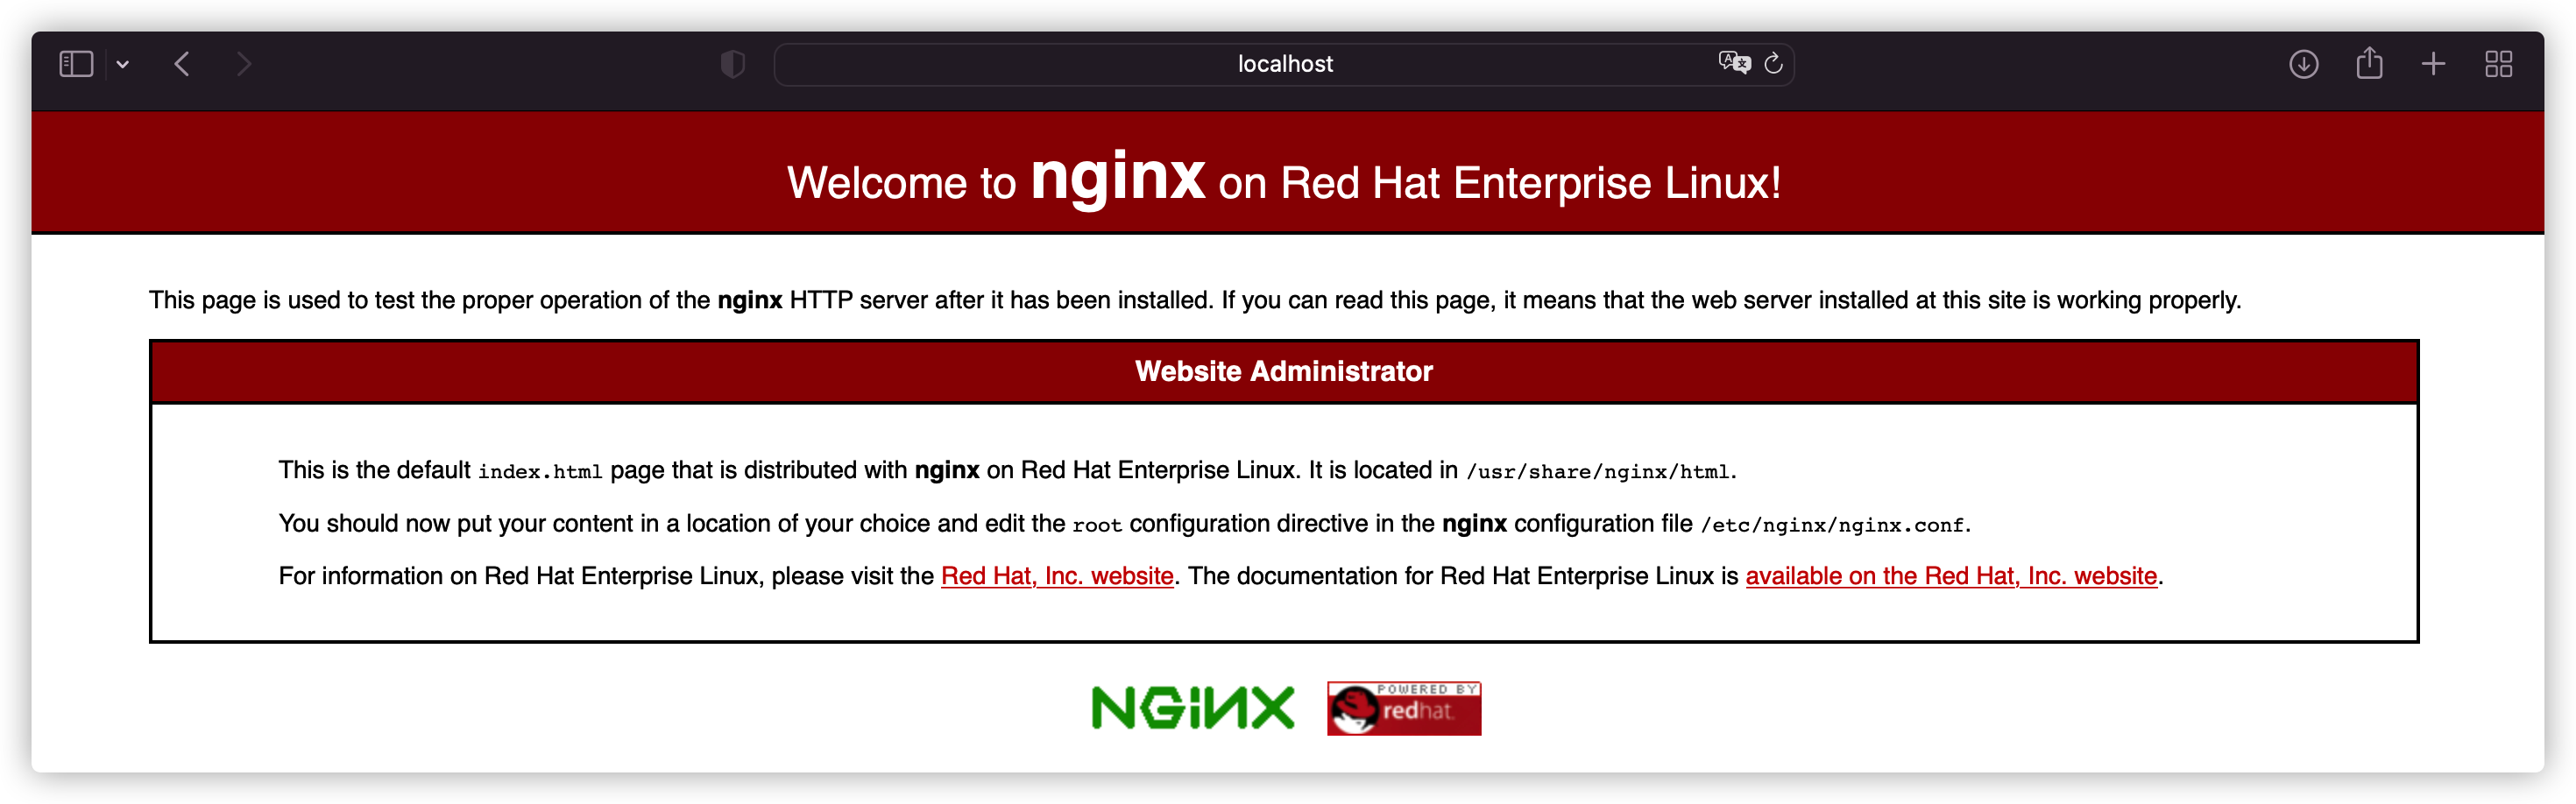 localhost
Welcome to nginx on Red Hat Enterprise Linux!
This page is used to test the proper operation of the nginx HTTP server after it has been installed. If you can read this page, it means that the web server installed at this site is working properly.
Website Administrator
This is the default index.html page that is distributed with nginx on Red Hat Enterprise Linux. It is located in /usr/share/nginx/html.
You should now put your content in a location of your choice and edit the root configuration directive in the nginx configuration file /etc/nginx/nginx.conf.
For information on Red Hat Enterprise Linux, please visit the Red Hat, Inc. website. The documentation for Red Hat Enterprise Linux is available on the Red Hat, Inc. website.
NGiNX
POWERED BY
redhat.